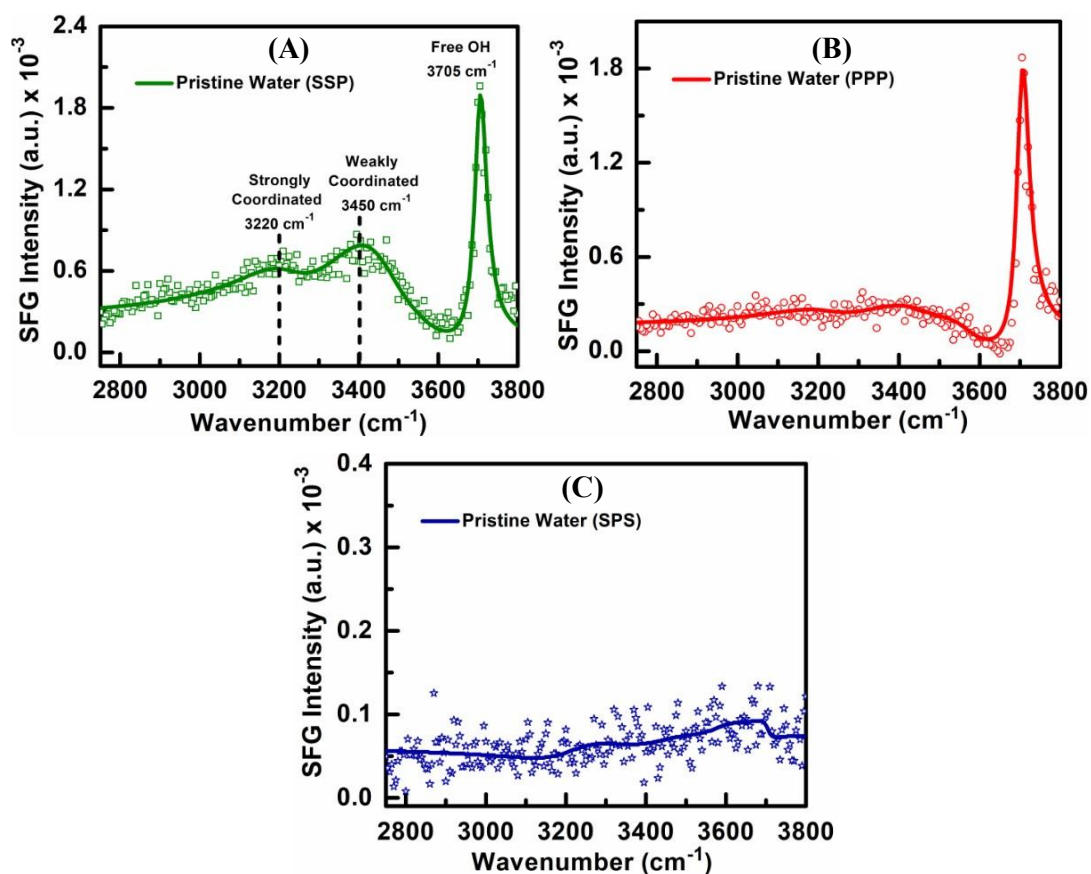 (A)
Free OH
3705 cm⁻¹
Pristine Water (SSP)
Weakly
Coordinated
3450 cm⁻¹
Strongly
Coordinated
3220 cm⁻¹
2.4
1.8
1.2
0.6
0.0
SFG Intensity (a.u.) x 10⁻³
2800 3000 3200 3400 3600 3800
Wavenumber (cm⁻¹)
(B)
Pristine Water (PPP)
1.8
1.2
0.6
0.0
SFG Intensity (a.u.) x 10⁻³
2800 3000 3200 3400 3600 3800
Wavenumber (cm⁻¹)
(C)
Pristine Water (SPS)
0.4
0.3
0.2
0.1
0.0
SFG Intensity (a.u.) x 10⁻³
2800 3000 3200 3400 3600 3800
Wavenumber (cm⁻¹)